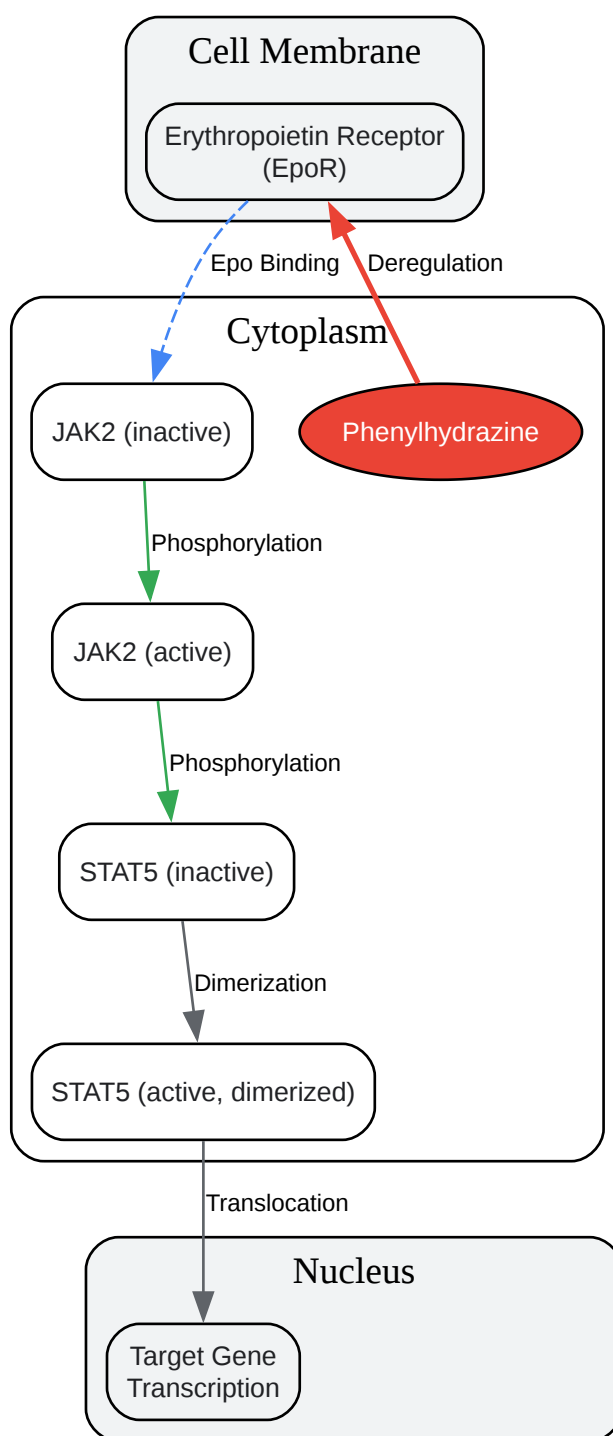 Cell Membrane
Erythropoietin Receptor
(EpoR)
Epo Binding
Deregulation
Cytoplasm
JAK2 (inactive)
Phenylhydrazine
Phosphorylation
JAK2 (active)
Phosphorylation
STAT5 (inactive)
Dimerization
STAT5 (active, dimerized)
Translocation
Nucleus
Target Gene
Transcription